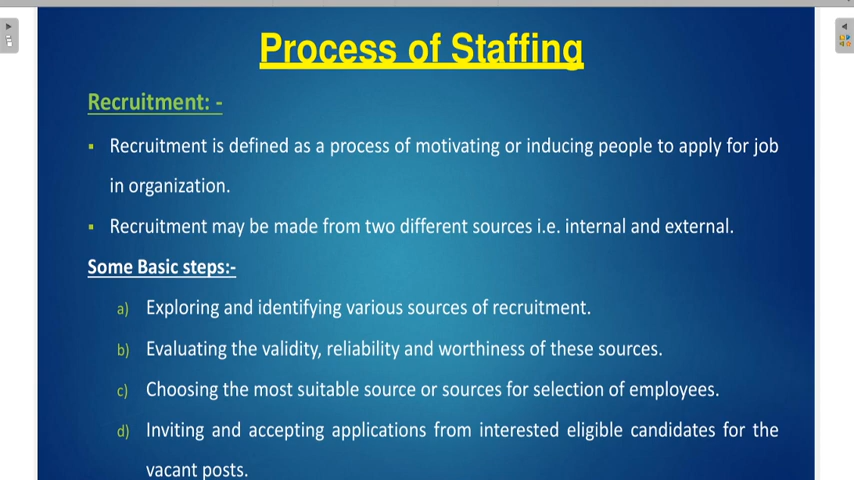 Process of Staffing
Recruitment: -
▪ Recruitment is defined as a process of motivating or inducing people to apply for job
in organization.
▪ Recruitment may be made from two different sources i.e. internal and external.
Some Basic steps:-
a) Exploring and identifying various sources of recruitment.
b) Evaluating the validity, reliability and worthiness of these sources.
c) Choosing the most suitable source or sources for selection of employees.
d) Inviting and accepting applications from interested eligible candidates for the
vacant posts.